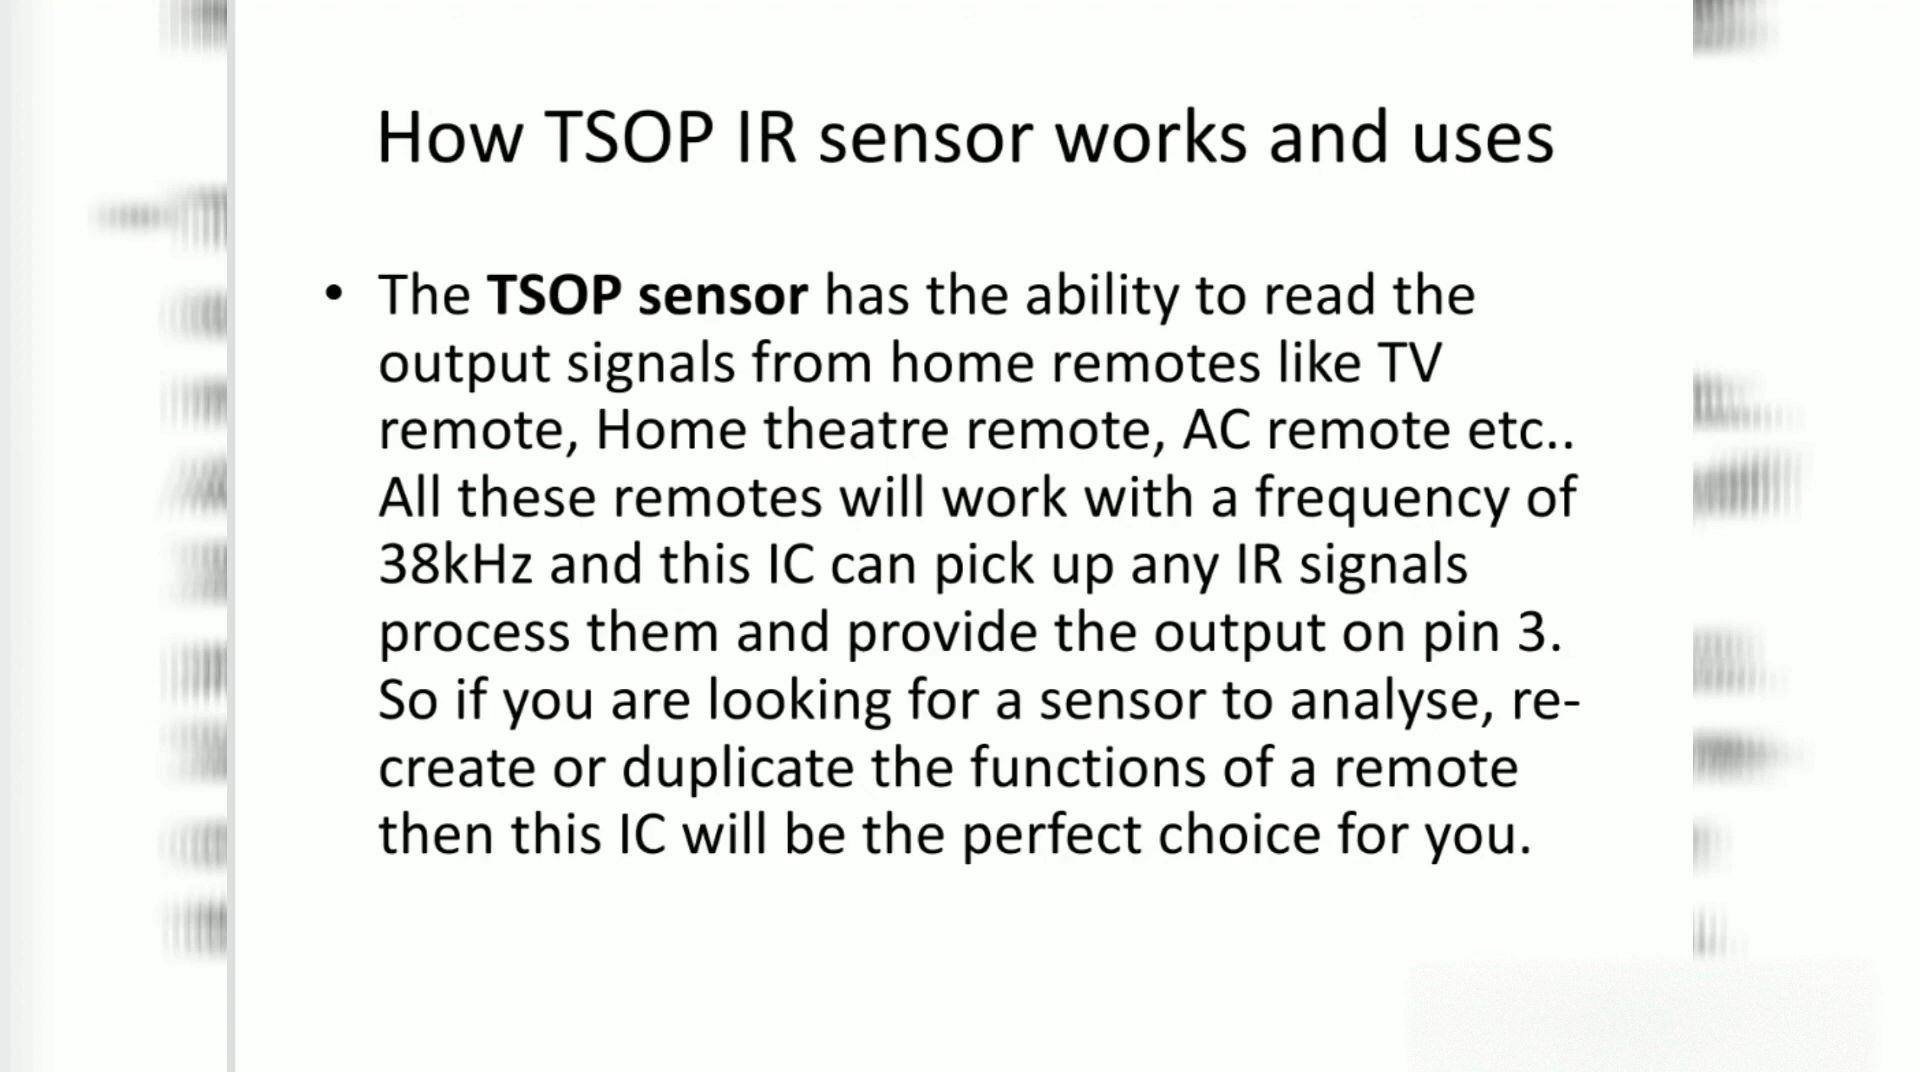 How TSOP IR sensor works and uses
• The TSOP sensor has the ability to read the
output signals from home remotes like TV
remote, Home theatre remote, AC remote etc..
All these remotes will work with a frequency of
38kHz and this IC can pick up any IR signals
process them and provide the output on pin 3.
So if you are looking for a sensor to analyse, re-
create or duplicate the functions of a remote
then this IC will be the perfect choice for you.